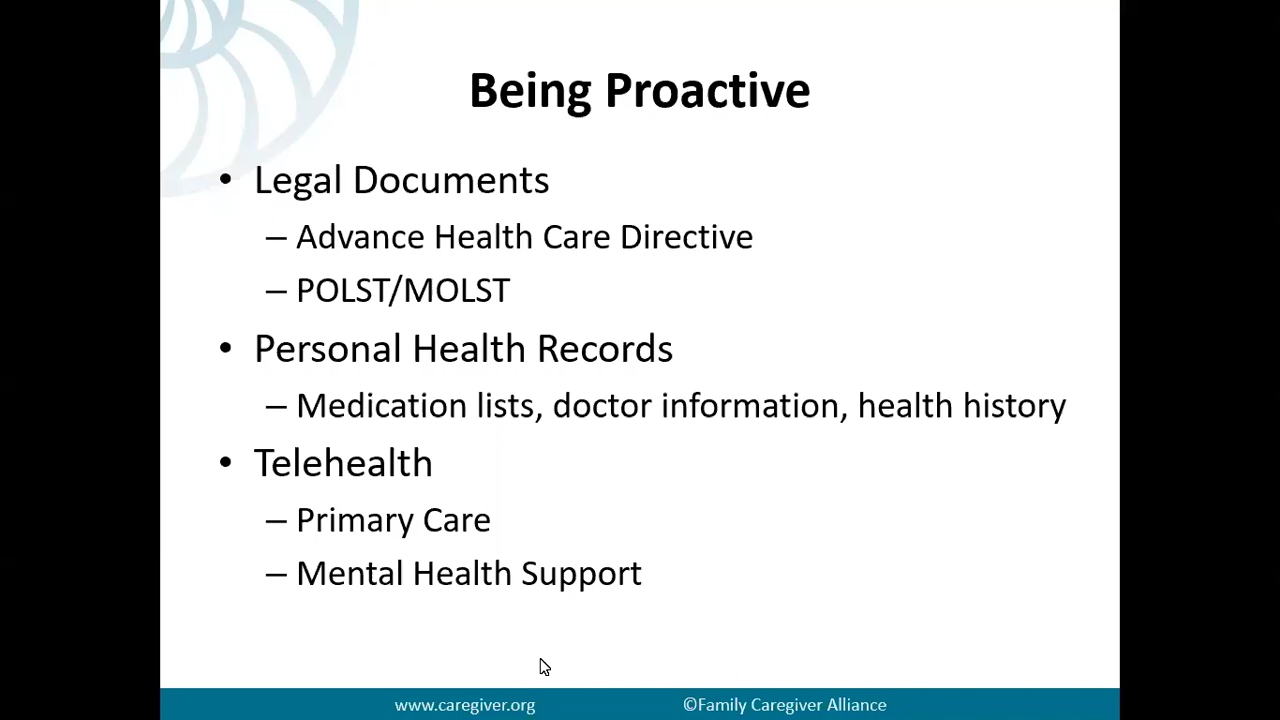 Being Proactive
• Legal Documents
– Advance Health Care Directive
– POLST/MOLST
• Personal Health Records
– Medication lists, doctor information, health history
• Telehealth
– Primary Care
– Mental Health Support
www.caregiver.org ©Family Caregiver Alliance